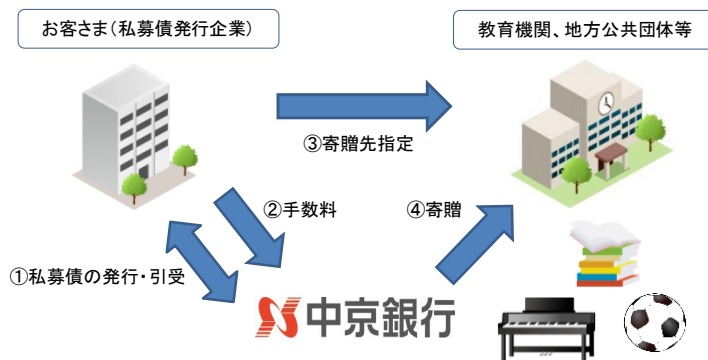 お客さま(私募債発行企業)
教育機関、地方公共団体等
③寄贈先指定
②手数料
④寄贈
①私募債の発行・引受
中京銀行